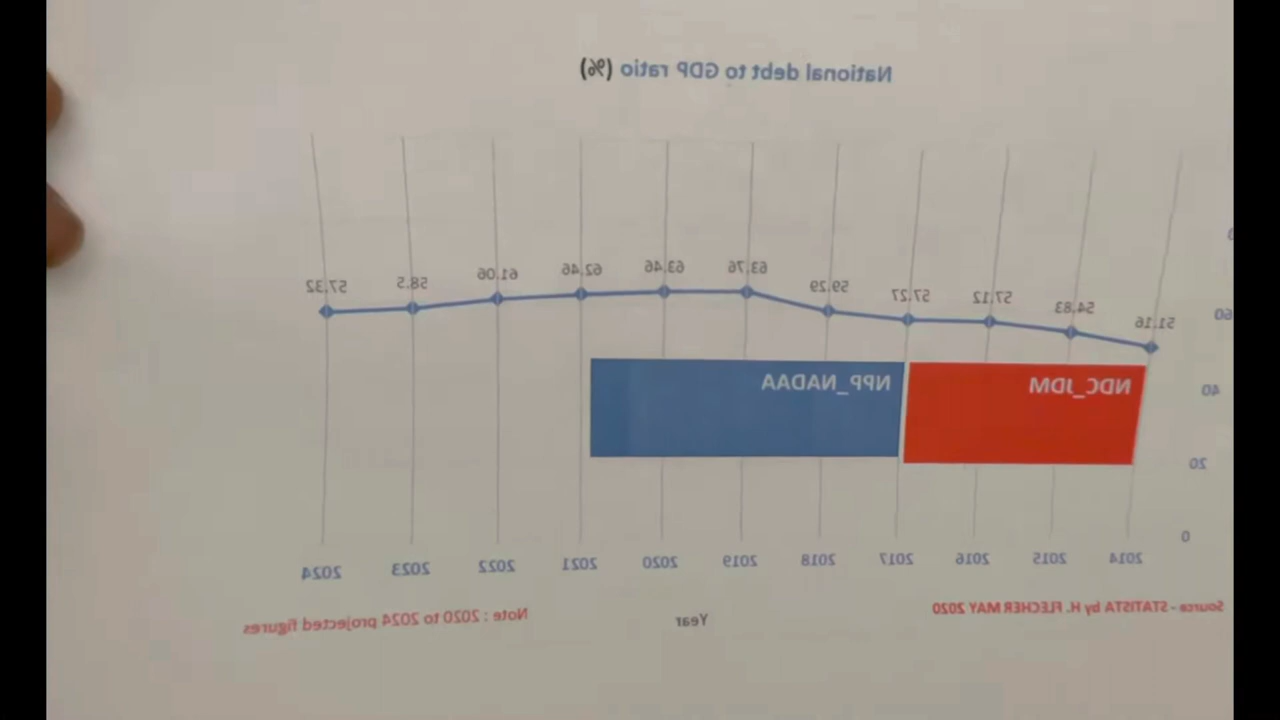 National debt to GDP ratio (%)
51.16 54.83 57.12 57.27 59.29 63.76 63.46 62.46 61.06 58.5 57.32
60
40
20
0
NDC_JDM NPP_NADAA
2014 2015 2016 2017 2018 2019 2020 2021 2022 2023 2024
Year
Source - STATISTA by H. FLECHER MAY 2020
Note : 2020 to 2024 projected figures